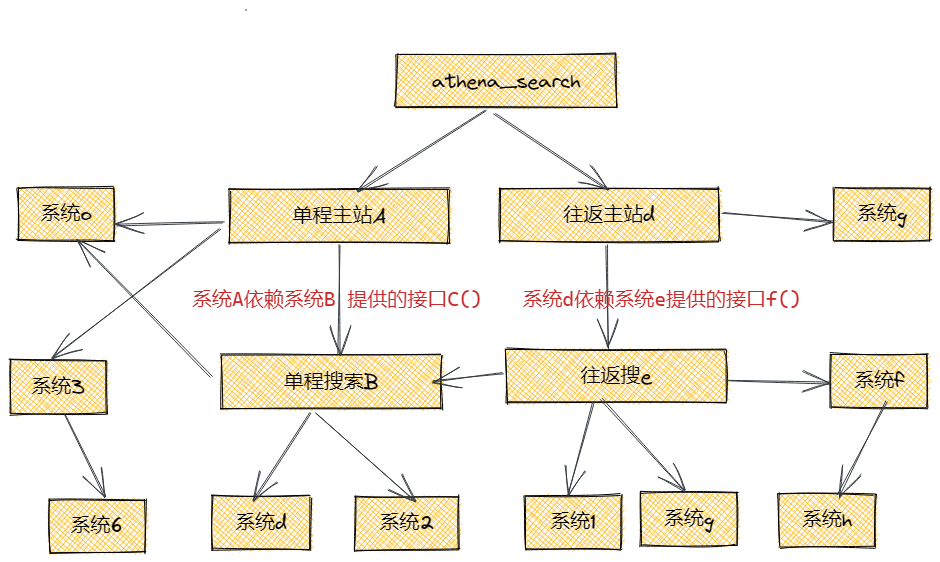 athena_search
系统o
单程主站A
往返主站d
系统g
系统A依赖系统B 提供的接口C()
系统d依赖系统e提供的接口f()
系统3
单程搜索B
往返搜e
系统f
系统6
系统d
系统2
系统1
系统g
系统h